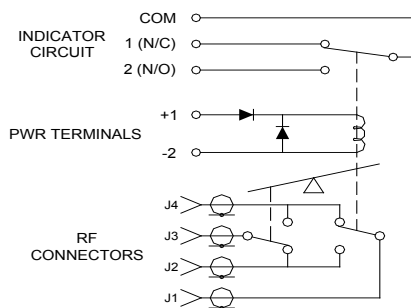 COM
INDICATOR
CIRCUIT
1 (N/C)
2 (N/O)
+1
PWR TERMINALS
-2
J4
RF
CONNECTORS
J3
J2
J1